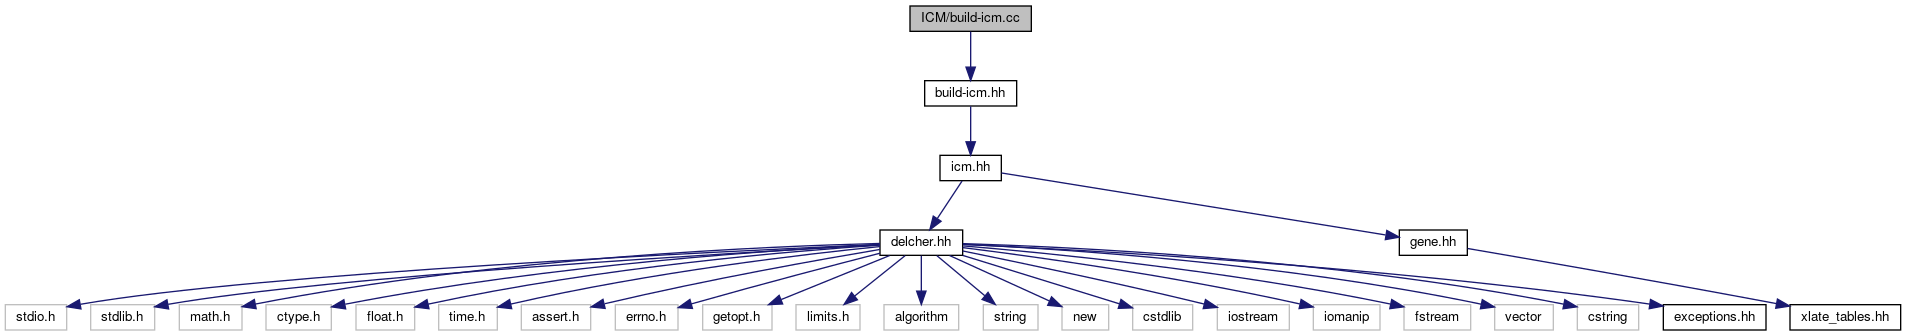 ICM/build-icm.cc
build-icm.hh
icm.hh
delcher.hh
gene.hh
stdio.h
stdlib.h
math.h
ctype.h
float.h
time.h
assert.h
errno.h
getopt.h
limits.h
algorithm
string
new
cstdlib
iostream
iomanip
fstream
vector
cstring
exceptions.hh
xlate_tables.hh